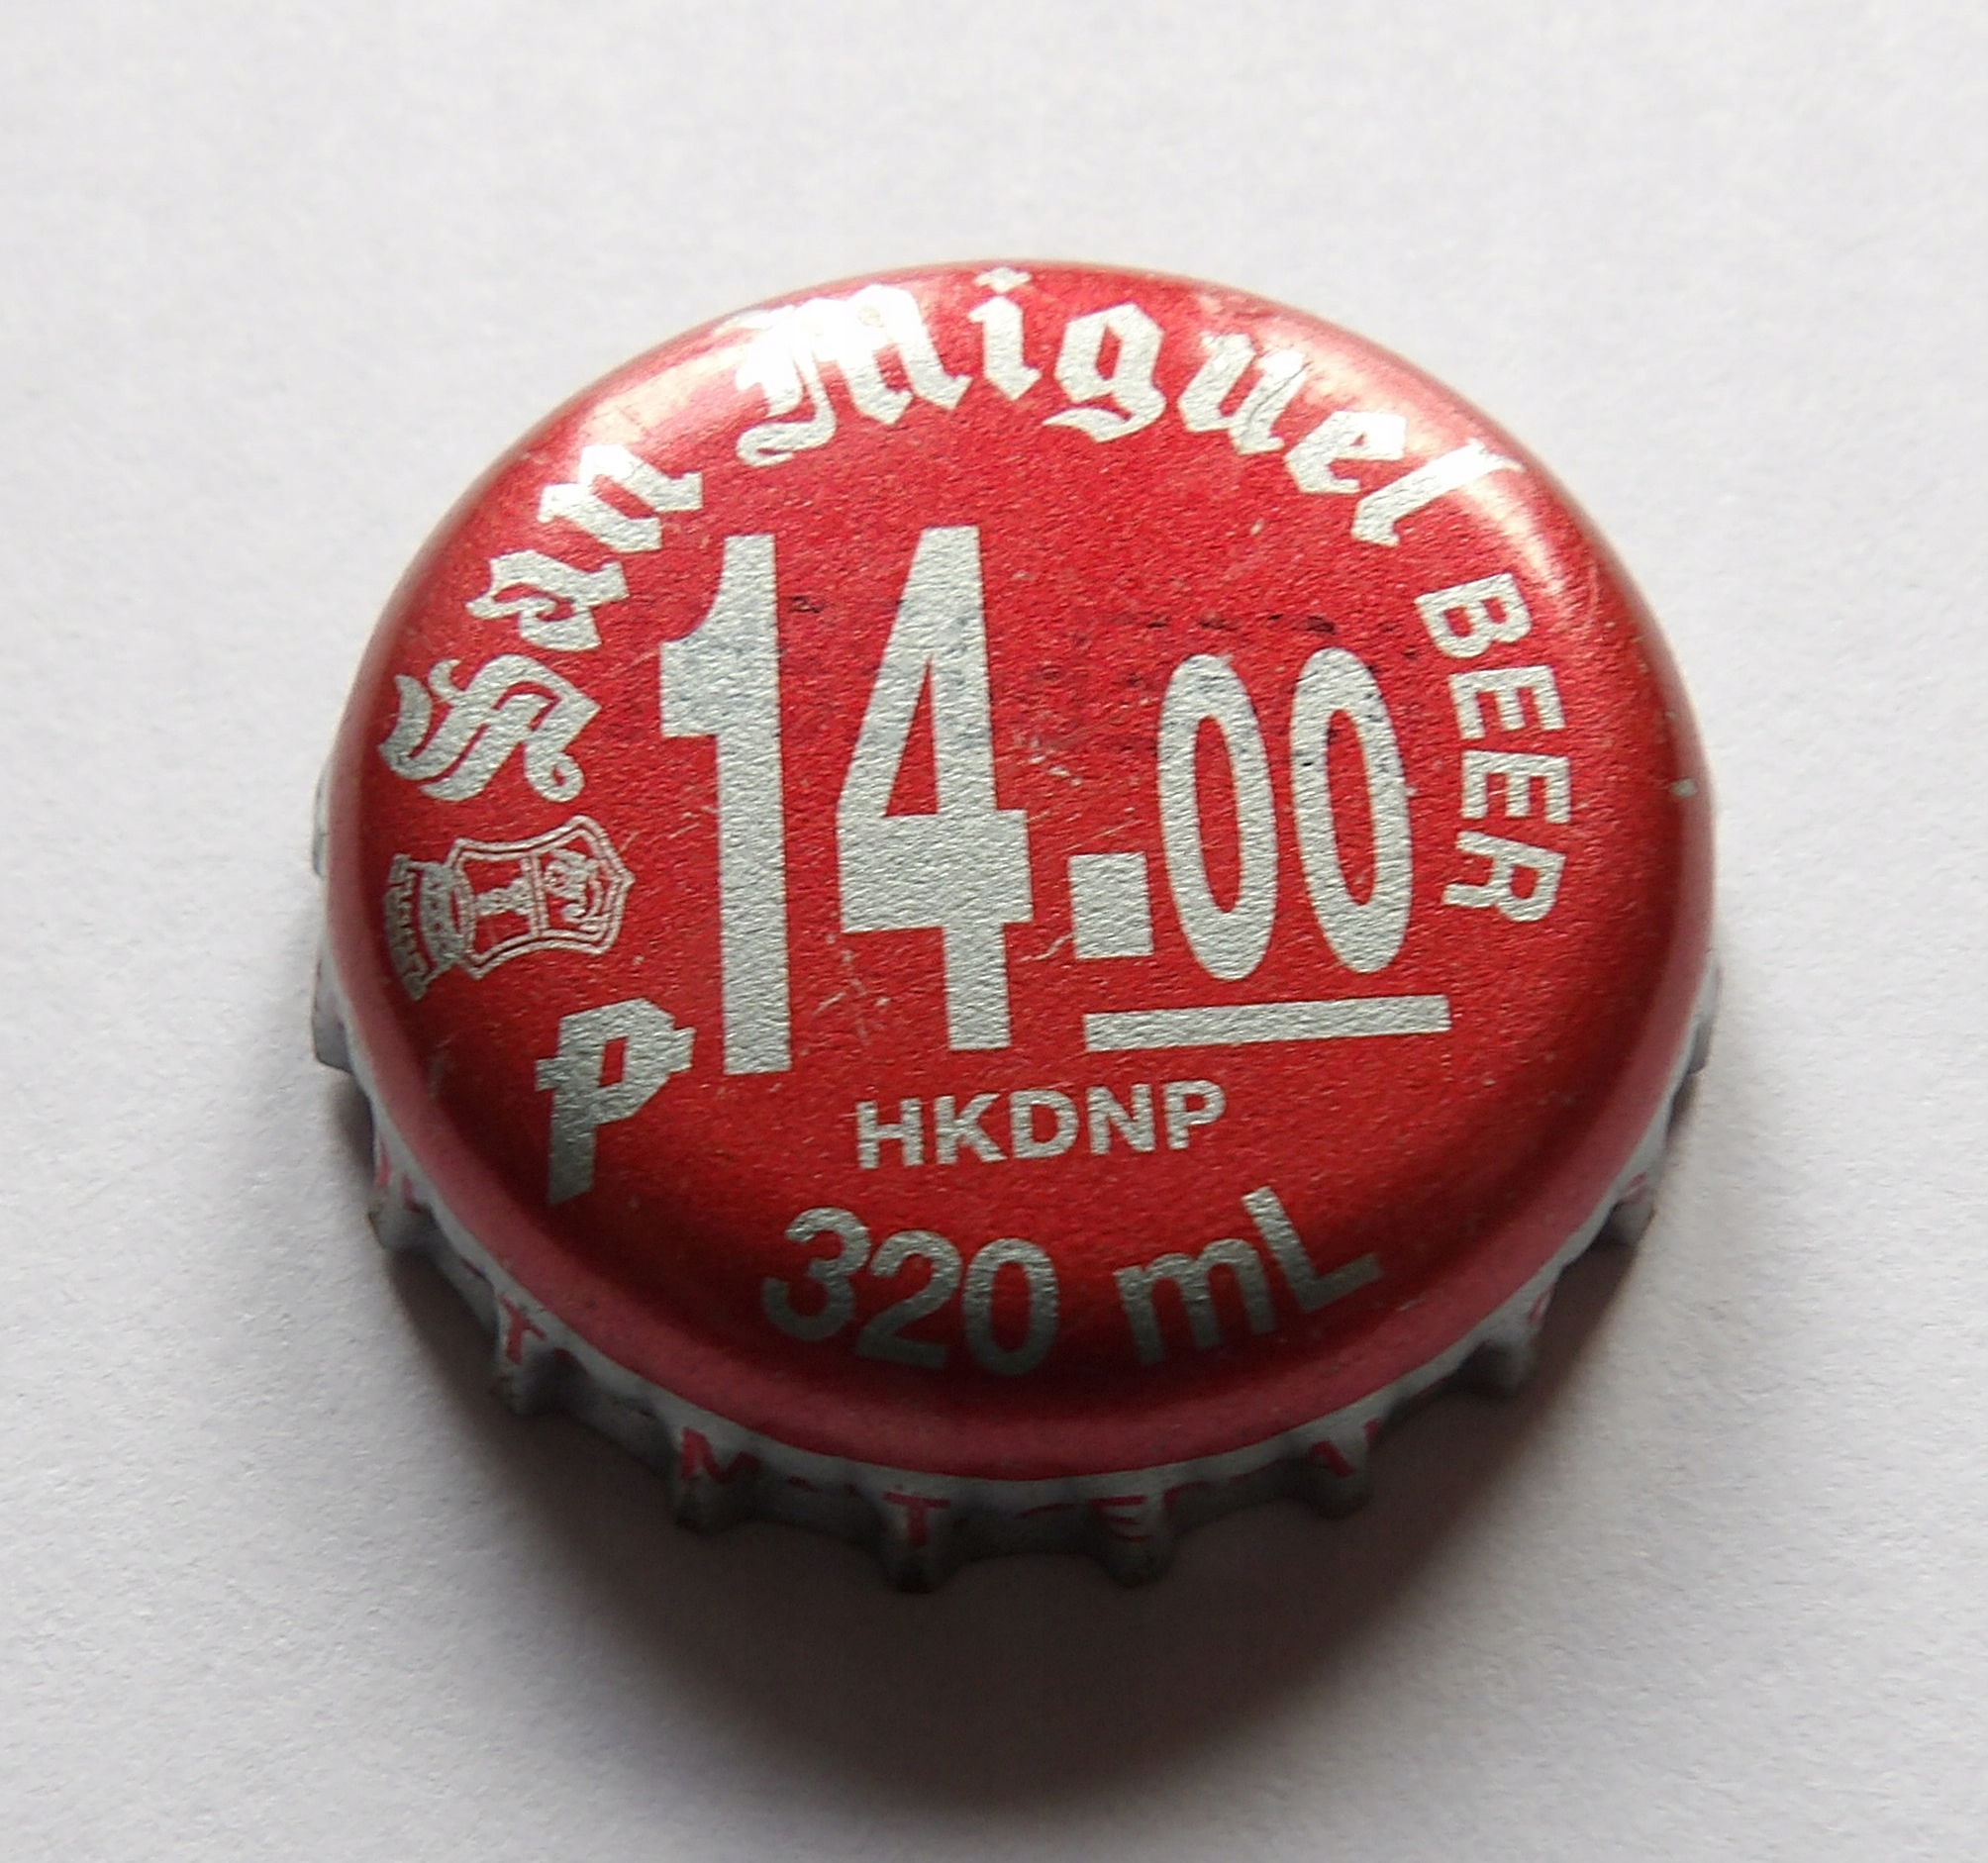 San Miguel BEER
₱14.00
HKDNP
320 mL